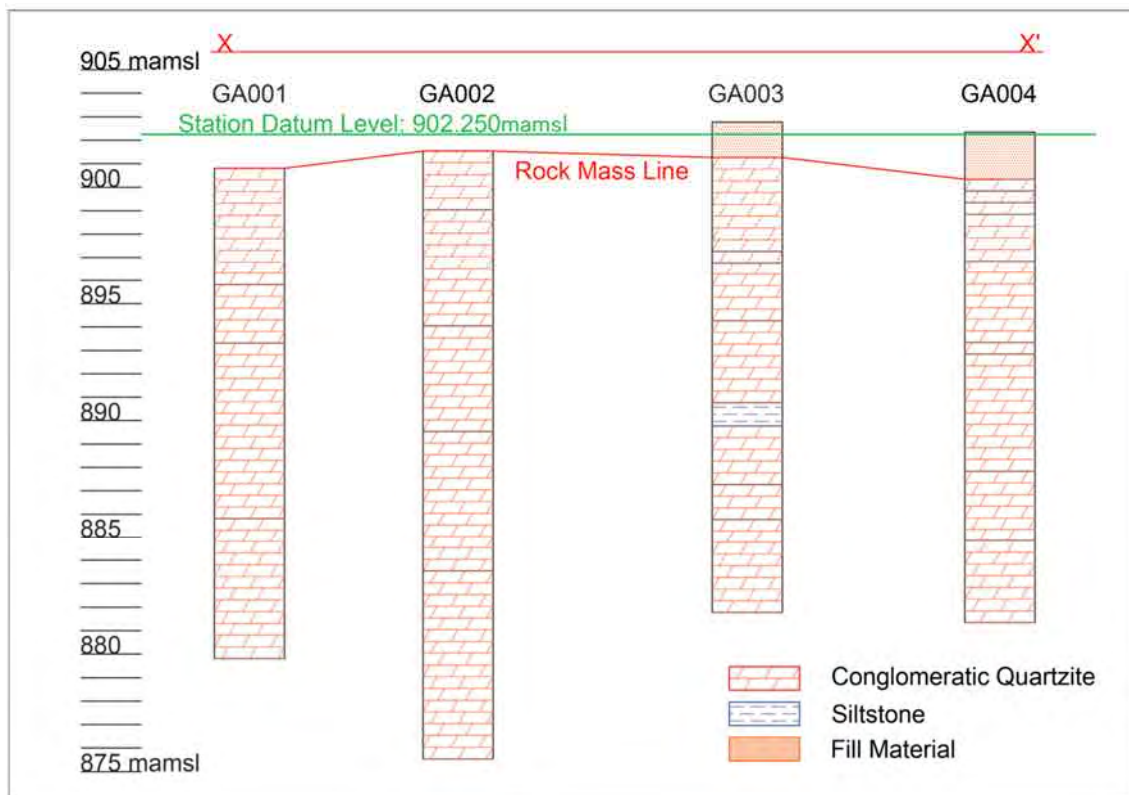 X X'
905 mamsl
GA001 GA002 GA003 GA004
Station Datum Level: 902.250mamsl
Rock Mass Line
900
895
890
885
880
875 mamsl
Conglomeratic Quartzite
Siltstone
Fill Material